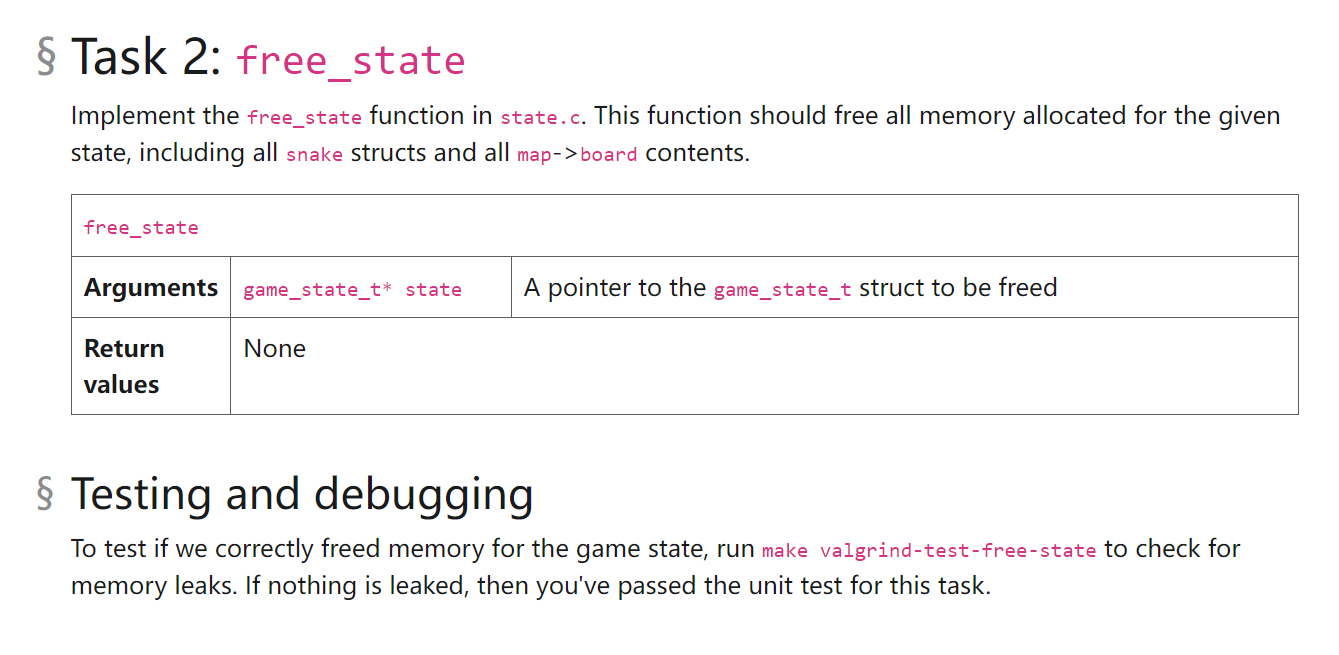 § Task 2: free_state
Implement the free_state function in state.c. This function should free all memory allocated for the given
state, including all snake structs and all map->board contents.
free_state
Arguments game_state_t* state A pointer to the game_state_t struct to be freed
Return values None
§ Testing and debugging
To test if we correctly freed memory for the game state, run make valgrind-test-free-state to check for
memory leaks. If nothing is leaked, then you've passed the unit test for this task.